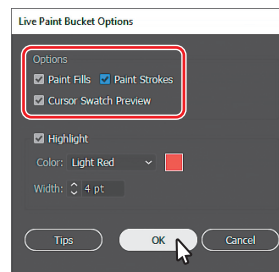 Live Paint Bucket Options
Options
Paint Fills Paint Strokes
Cursor Swatch Preview
Highlight
Color: Light Red
Width: 4 pt
Tips OK Cancel